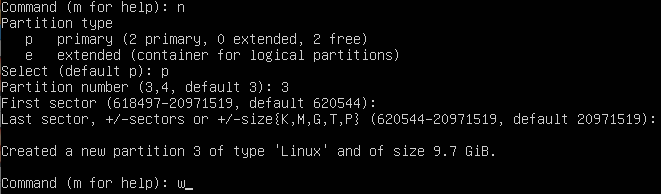 Command (m for help): n
Partition type
p primary (2 primary, 0 extended, 2 free)
e extended (container for logical partitions)
Select (default p): p
Partition number (3,4, default 3): 3
First sector (618497-20971519, default 620544):
Last sector, +/-sectors or +/-size{K,M,G,T,P} (620544-20971519, default 20971519):
Created a new partition 3 of type 'Linux' and of size 9.7 GiB.
Command (m for help): w_